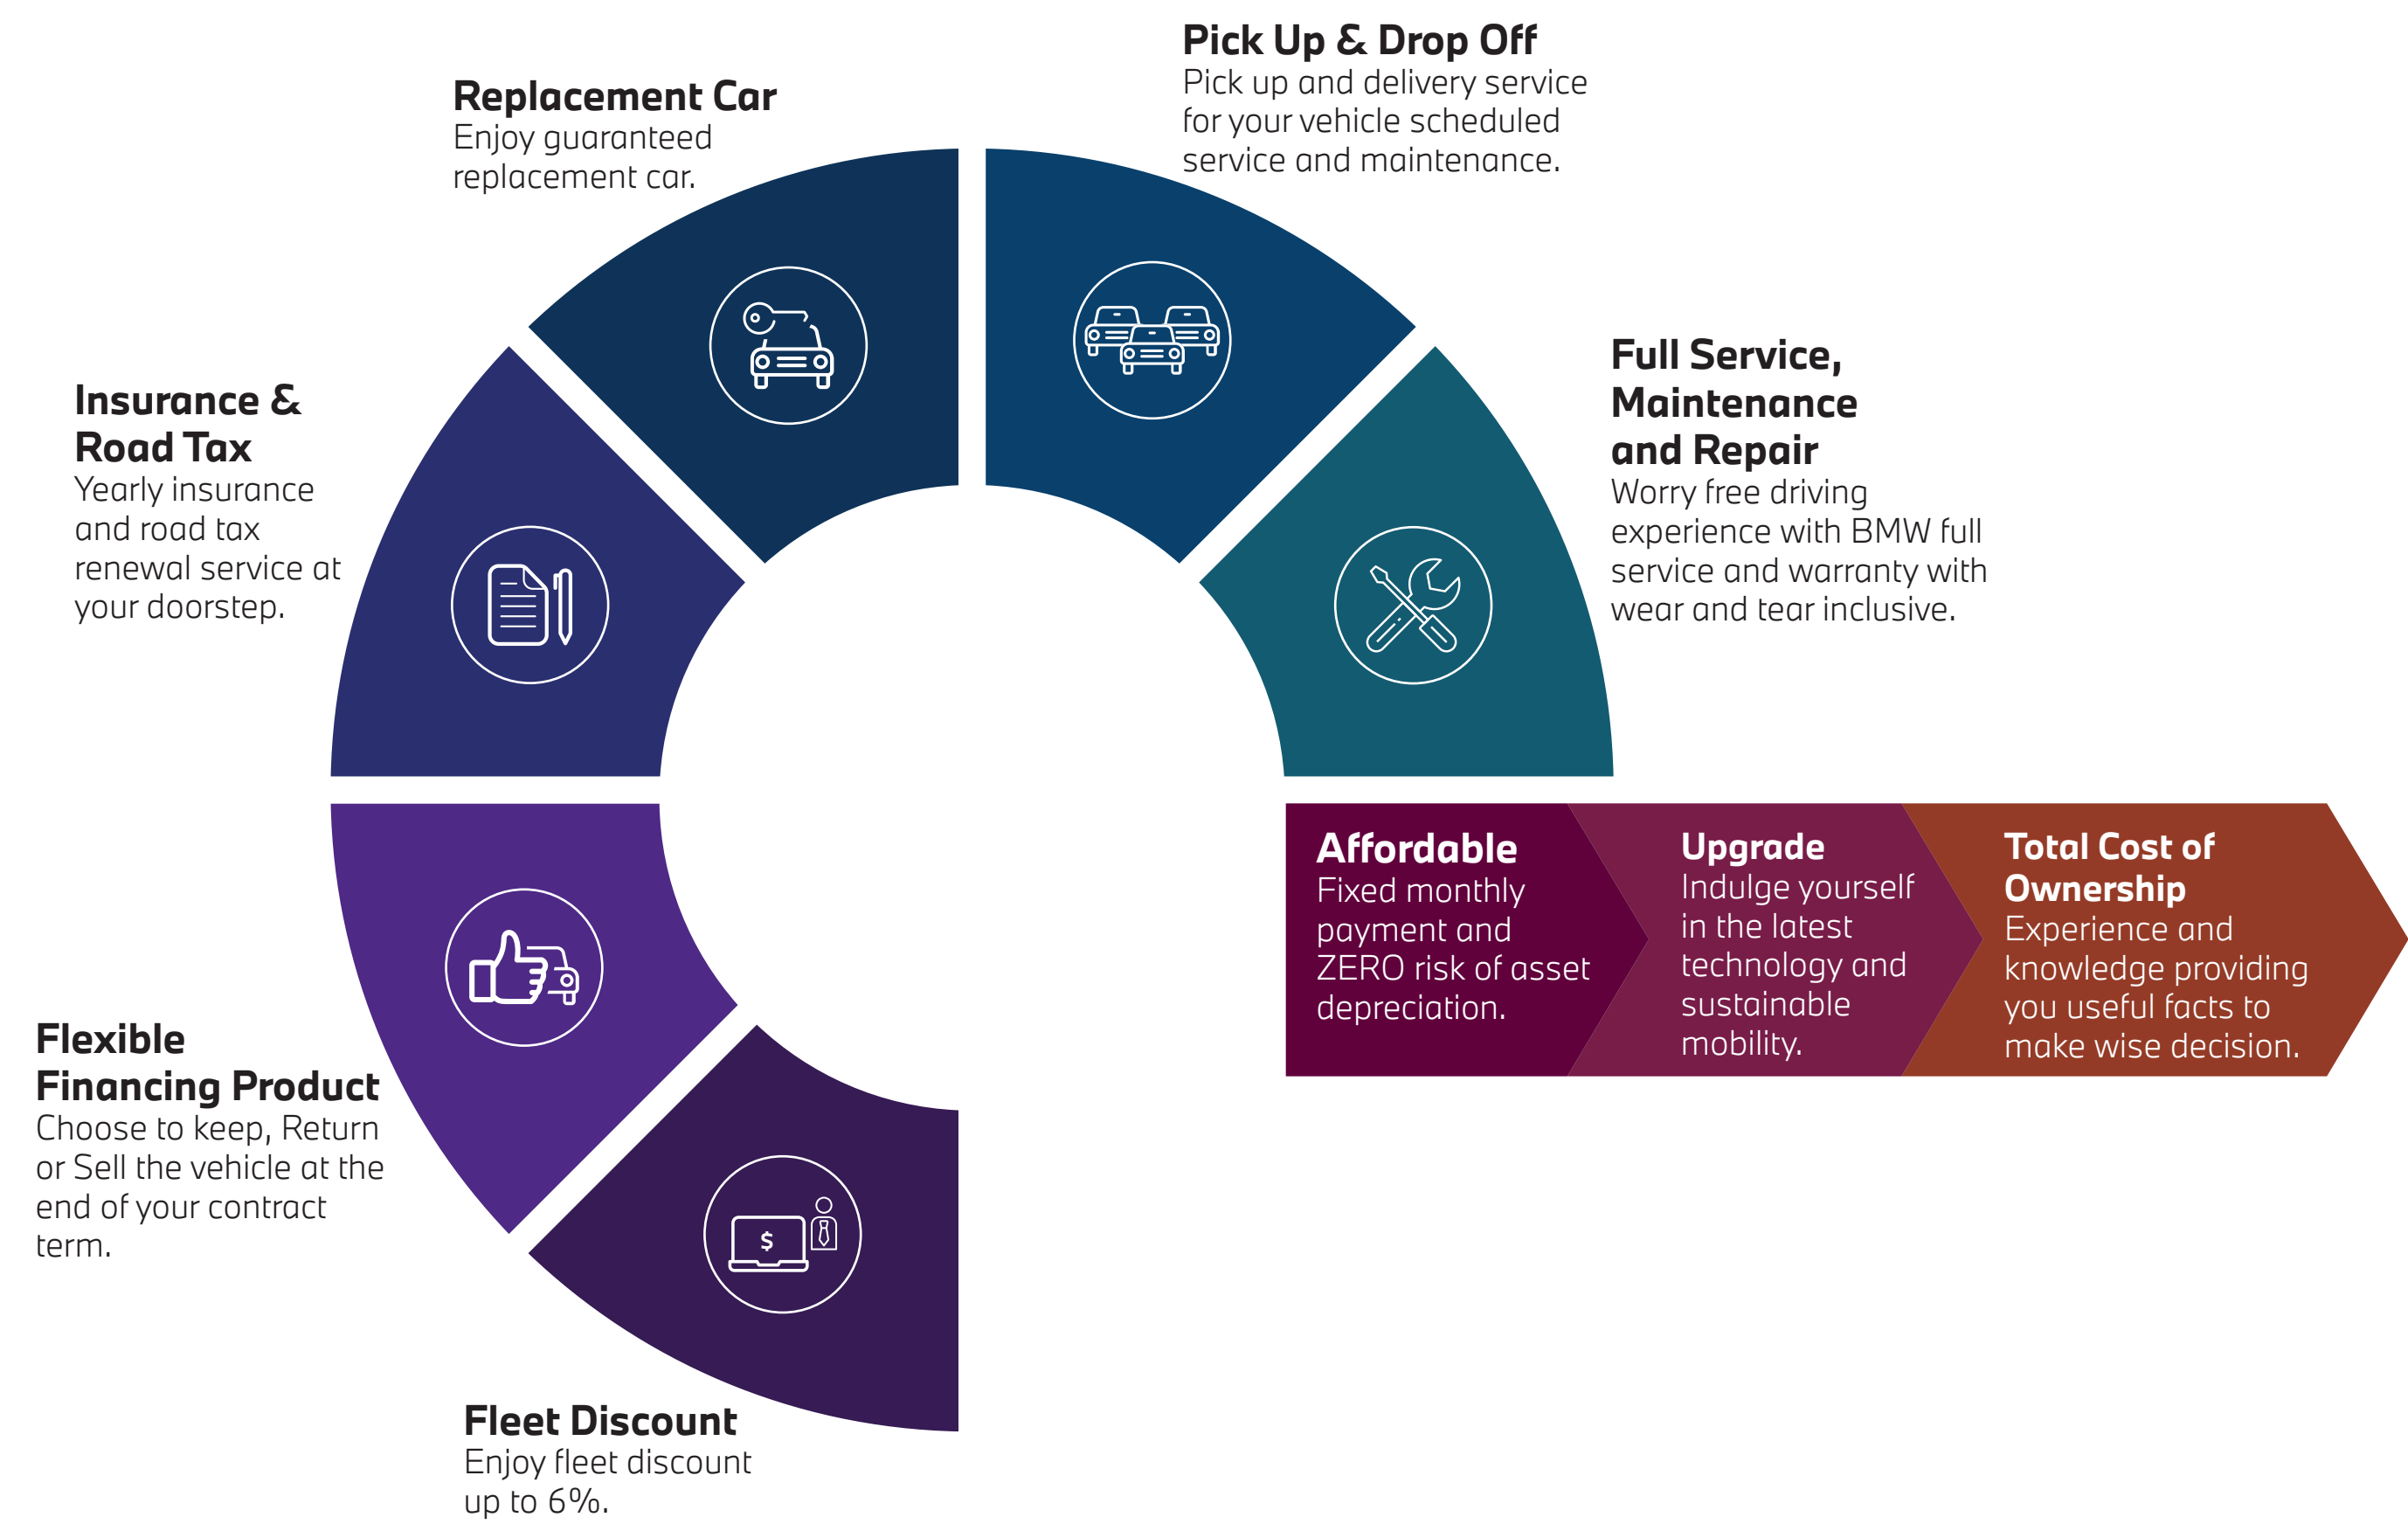 Pick Up & Drop Off
Pick up and delivery service
for your vehicle scheduled
service and maintenance.
Replacement Car
Enjoy guaranteed
replacement car.
Full Service,
Maintenance
and Repair
Worry free driving
experience with BMW full
service and warranty with
wear and tear inclusive.
Insurance &
Road Tax
Yearly insurance
and road tax
renewal service at
your doorstep.
Affordable
Fixed monthly
payment and
ZERO risk of asset
depreciation.
Upgrade
Indulge yourself
in the latest
technology and
sustainable
mobility.
Total Cost of
Ownership
Experience and
knowledge providing
you useful facts to
make wise decision.
Flexible
Financing Product
Choose to keep, Return
or Sell the vehicle at the
end of your contract
term.
$
Fleet Discount
Enjoy fleet discount
up to 6%.